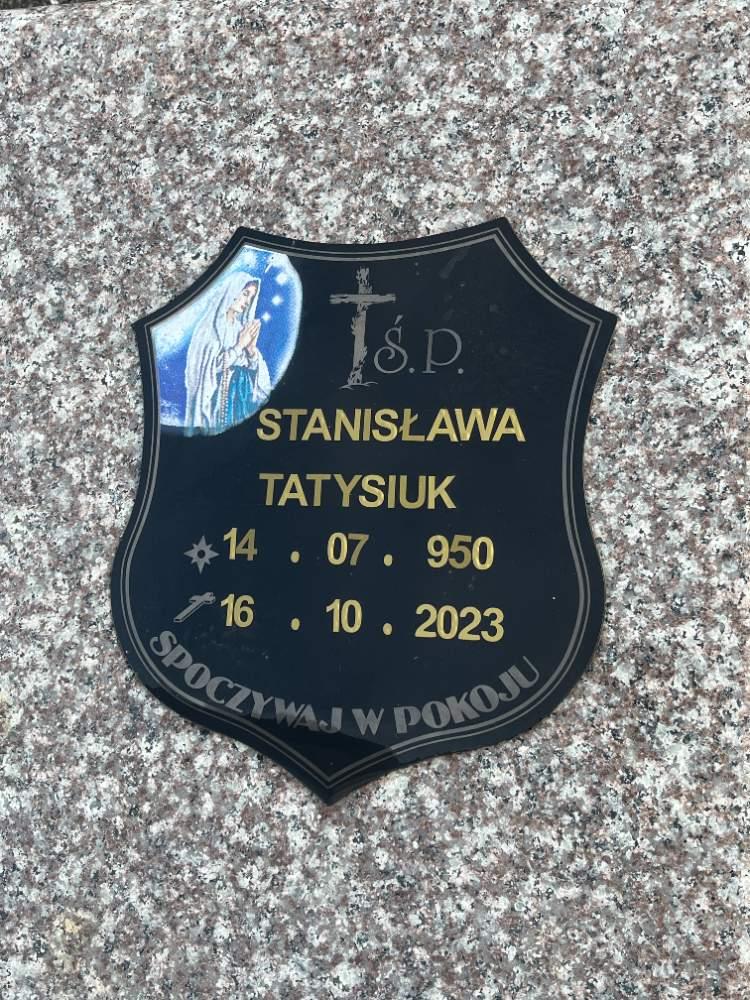 Ś.P.
STANISŁAWA
TATYSIUK
14 . 07 . 950
16 . 10 . 2023
SPOCZYWAJ W POKOJU